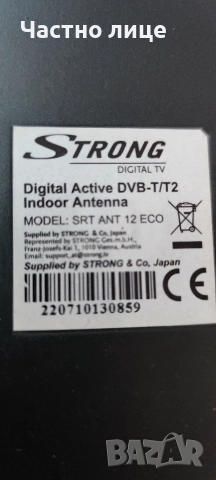 Частно лице
STRONG
DIGITAL TV
Digital Active DVB-T/T2
Indoor Antenna
MODEL: SRT ANT 12 ECO
Supplied by STRONG & Co, Japan
Represented by STRONG Ges.m.b.H.,
Franz-Josefs-Kai 1, 1010 Vienna, Austria
Email: support_at@strong.tv
Supplied by STRONG & Co, Japan
220710130859
BAZAR